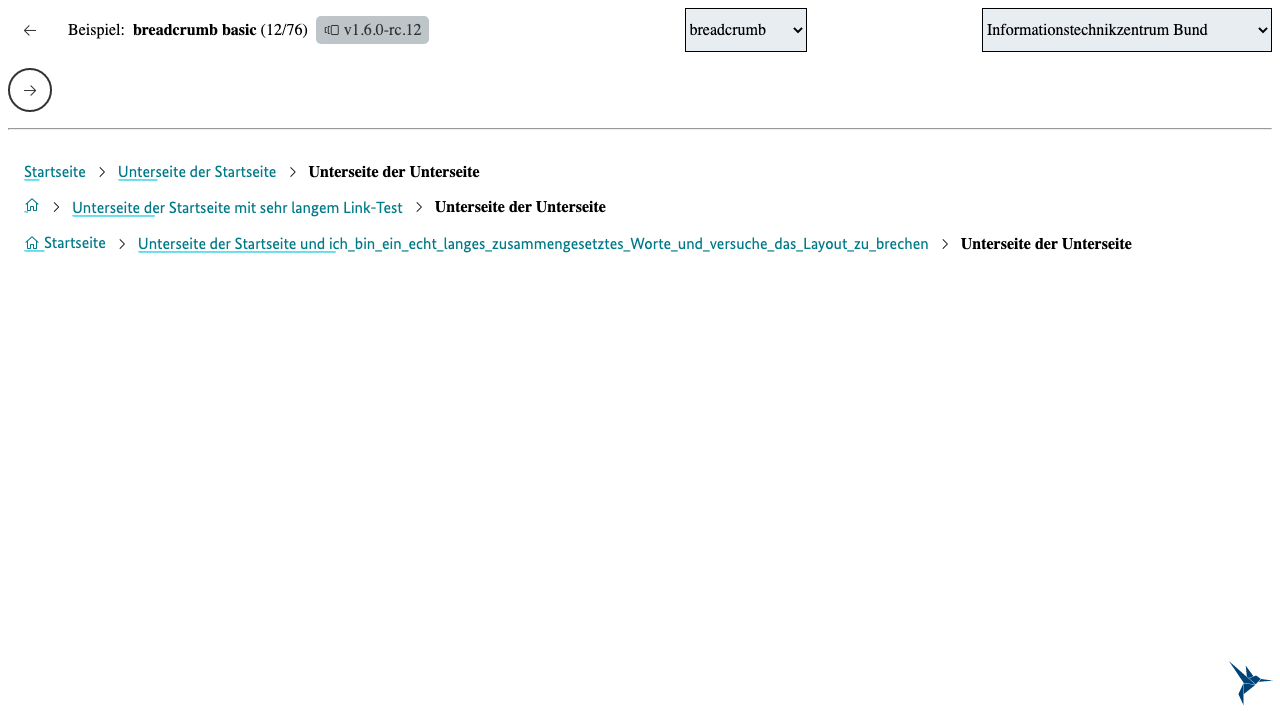 Beispiel: breadcrumb basic (12/76) v1.6.0-rc.12 breadcrumb Informationstechnikzentrum Bund
Startseite Unterseite der Startseite Unterseite der Unterseite
Unterseite der Startseite mit sehr langem Link-Test Unterseite der Unterseite
Startseite Unterseite der Startseite und ich_bin_ein_echt_langes_zusammengesetztes_Worte_und_versuche_das_Layout_zu_brechen Unterseite der Unterseite